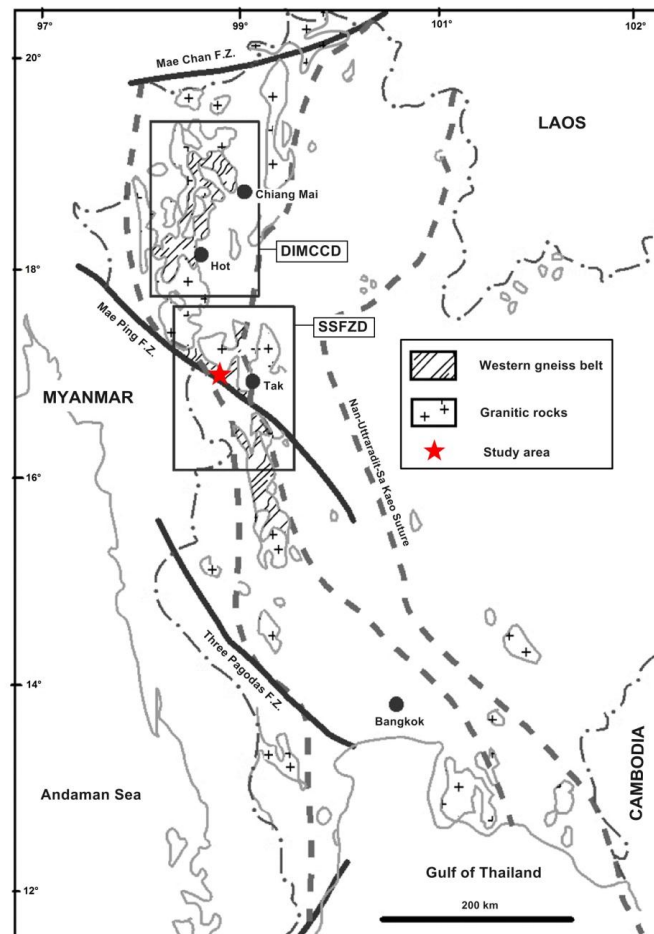 97°
99°
101°
102°
20°
18°
16°
14°
12°
Mae Chan F.Z.
LAOS
Chiang Mai
DIMCCD
Hot
SSFZD
Mae Ping F.Z.
MYANMAR
Tak
Western gneiss belt
Granitic rocks
Study area
Nan-Uttraradit-Sa Kaeo Suture
Three Pagodas F.Z.
Bangkok
CAMBODIA
Andaman Sea
Gulf of Thailand
200 km